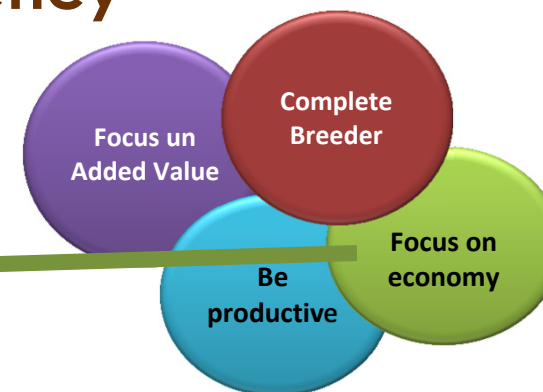 Complete
Breeder
Focus un
Added Value
Focus on
economy
Be
productive